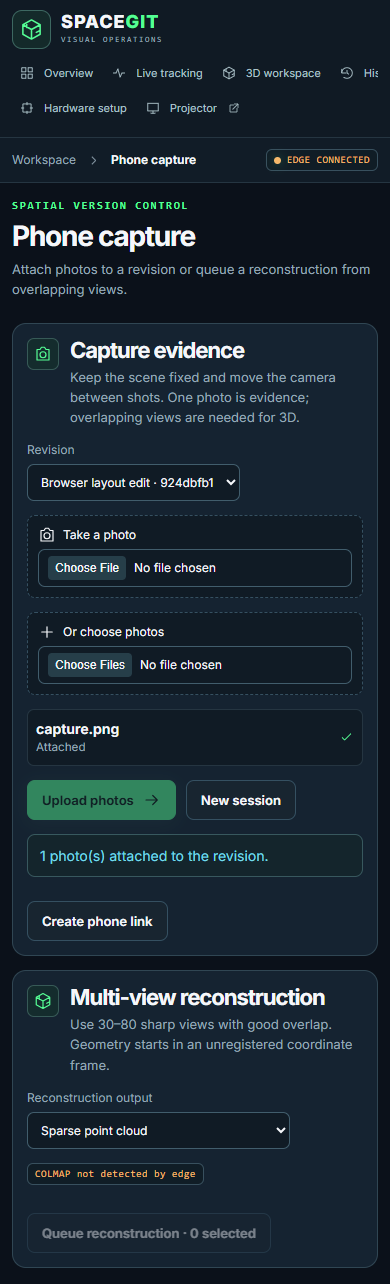 SPACEGIT
VISUAL OPERATIONS
Overview Live tracking 3D workspace His
Hardware setup Projector
Workspace > Phone capture EDGE CONNECTED
SPATIAL VERSION CONTROL
Phone capture
Attach photos to a revision or queue a reconstruction from
overlapping views.
Capture evidence
Keep the scene fixed and move the camera
between shots. One photo is evidence;
overlapping views are needed for 3D.
Revision
Browser layout edit · 924dbfb1
Take a photo
Choose File No file chosen
Or choose photos
Choose Files No file chosen
capture.png
Attached
Upload photos →
New session
1 photo(s) attached to the revision.
Create phone link
Multi-view reconstruction
Use 30–80 sharp views with good overlap.
Geometry starts in an unregistered coordinate
frame.
Reconstruction output
Sparse point cloud
COLMAP not detected by edge
Queue reconstruction · 0 selected